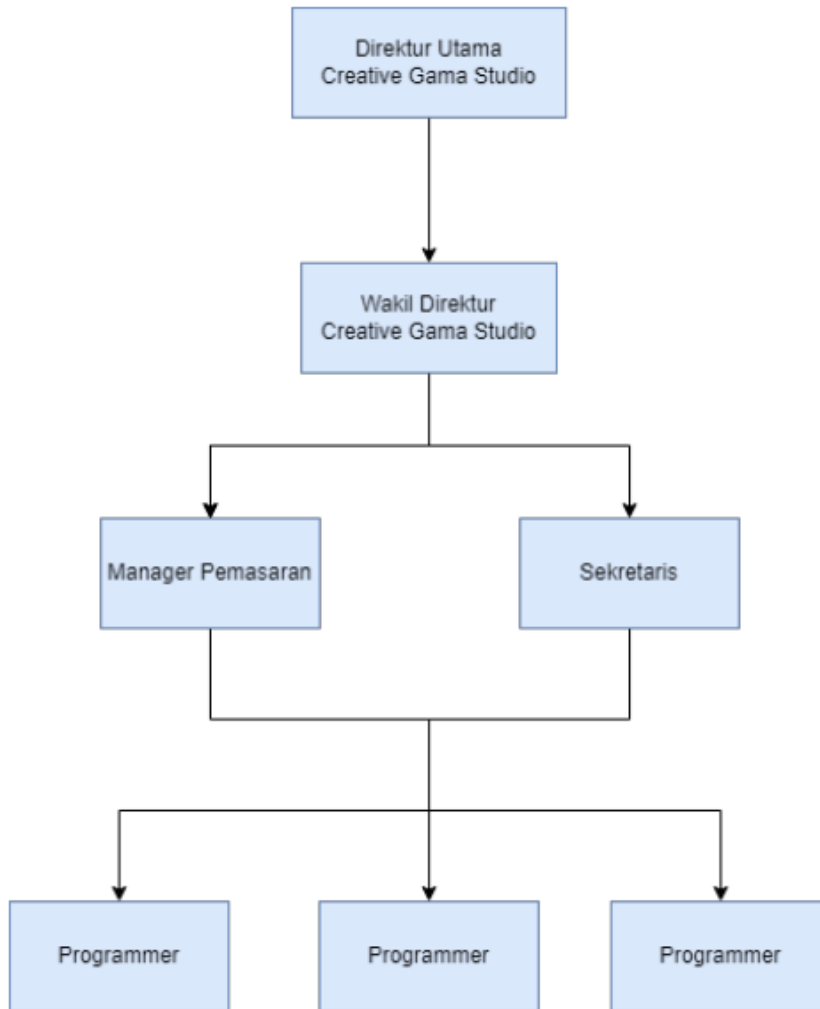 Direktur Utama
Creative Gama Studio
Wakil Direktur
Creative Gama Studio
Manager Pemasaran
Sekretaris
Programmer
Programmer
Programmer